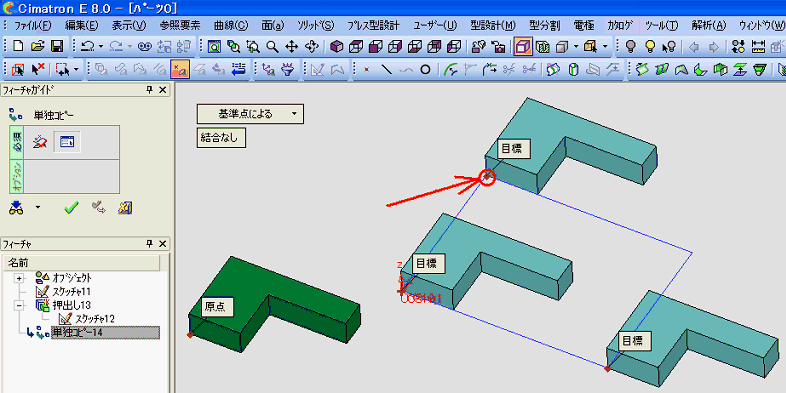 Cimatron E 8.0 - [ﾊﾟｰﾂ0]
ﾌｧｲﾙ(F) 編集(E) 表示(V) 参照要素 曲線(C) 面(a) ｿﾘｯﾄﾞ(S) ﾌﾟﾚｽ型設計 ﾕｰｻﾞｰ(U) 型設計(M) 型分割 電極 ｶﾀﾛｸﾞ ﾂｰﾙ(T) 解析(A) ｳｨﾝﾄﾞｳ(W)
ﾌｨｰﾁｬｶﾞｲﾄﾞ
単独ｺﾋﾟｰ
必須
ｵﾌﾟｼｮﾝ
ﾌｨｰﾁｬ
名前
ｵﾌﾞｼﾞｪｸﾄ
ｽｹｯﾁｬ11
押出し13
ｽｹｯﾁｬ12
単独ｺﾋﾟｰ14
基準点による
結合なし
目標
目標
Z
原点
目標